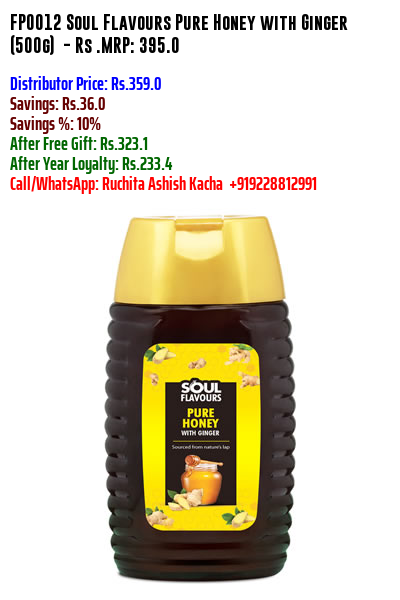 FP0012 Soul Flavours Pure Honey with Ginger
(500g) - Rs .MRP: 395.0
Distributor Price: Rs.359.0
Savings: Rs.36.0
Savings %: 10%
After Free Gift: Rs.323.1
After Year Loyalty: Rs.233.4
Call/WhatsApp: Ruchita Ashish Kacha +919228812991
SOUL
FLAVOURS
PURE
HONEY
WITH GINGER
Sourced from nature's lap